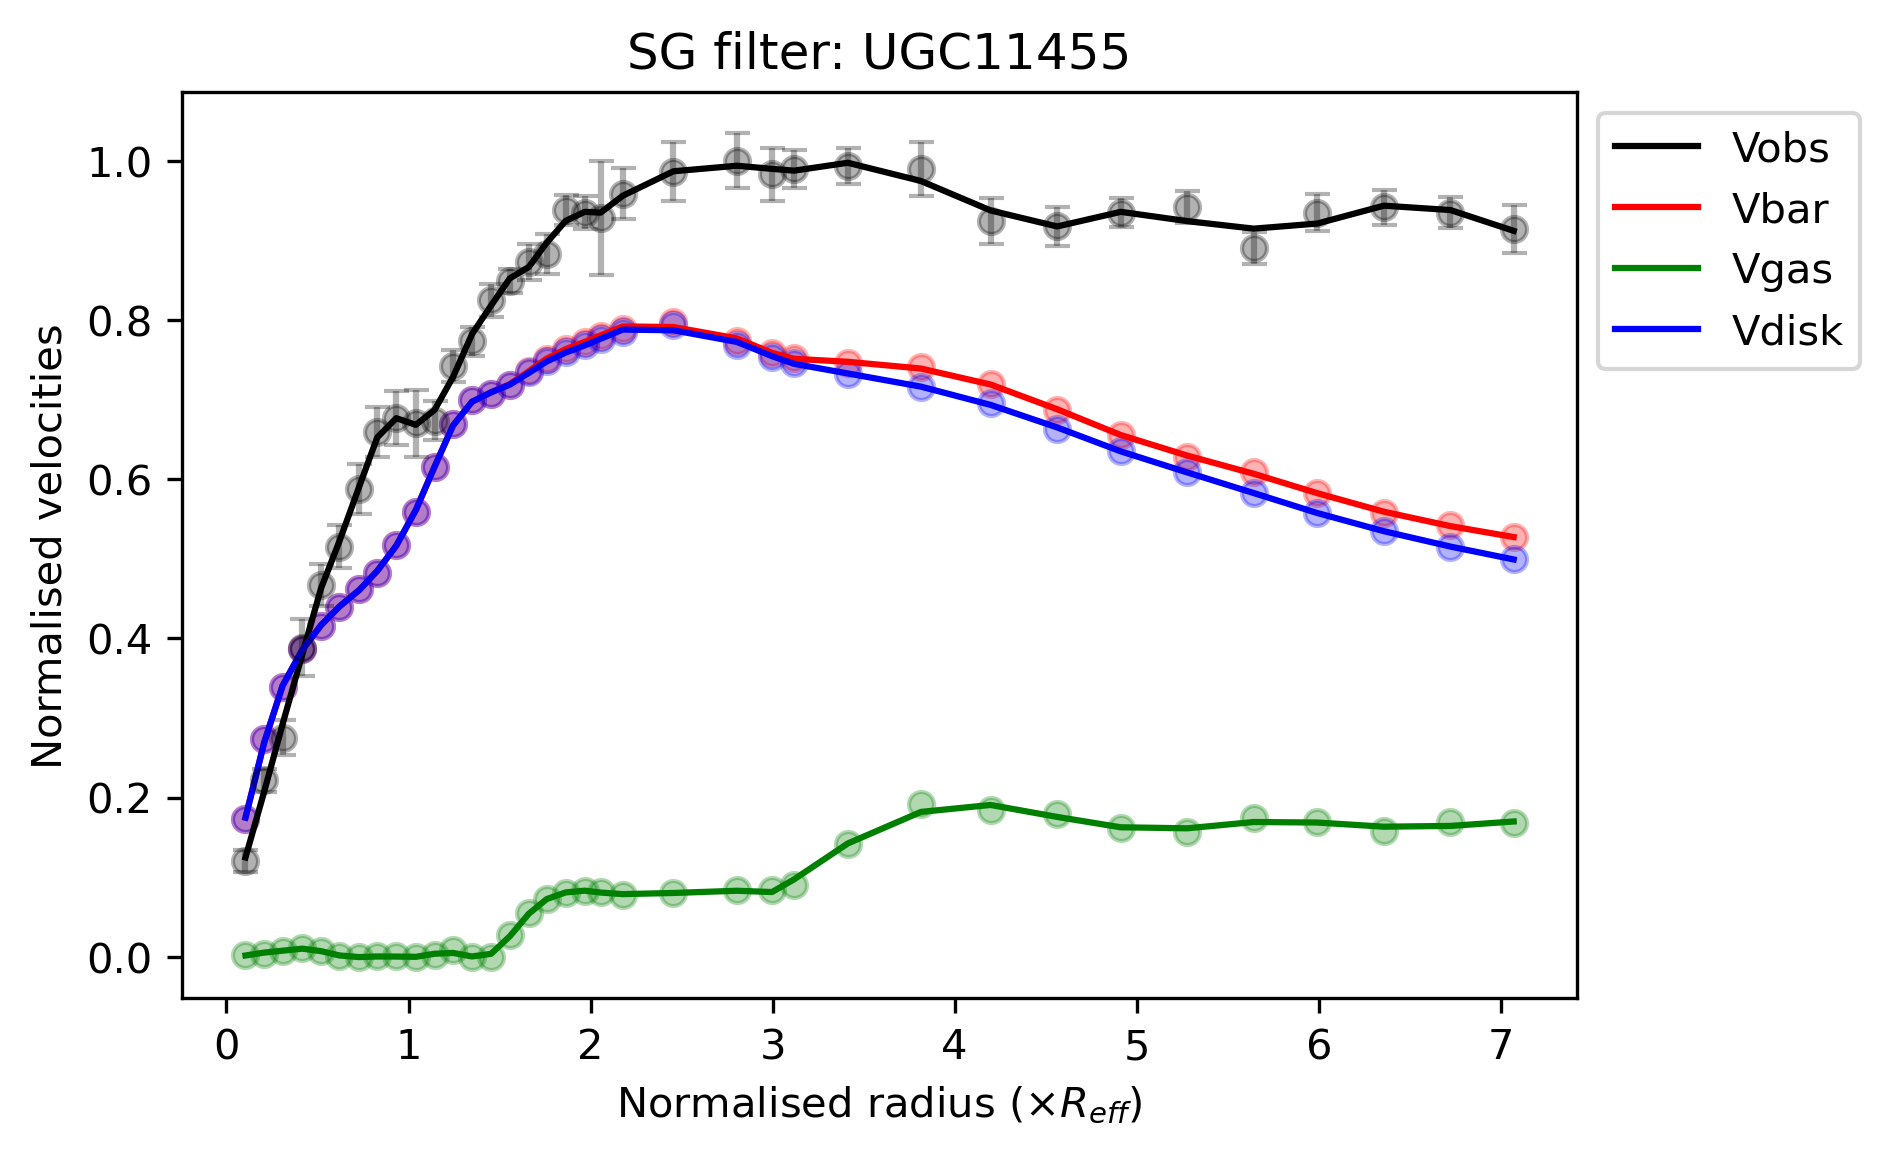 SG filter: UGC11455
1.0
0.8
0.6
0.4
0.2
0.0
Normalised velocities
0 1 2 3 4 5 6 7
Normalised radius (×R_eff)
Vobs
Vbar
Vgas
Vdisk